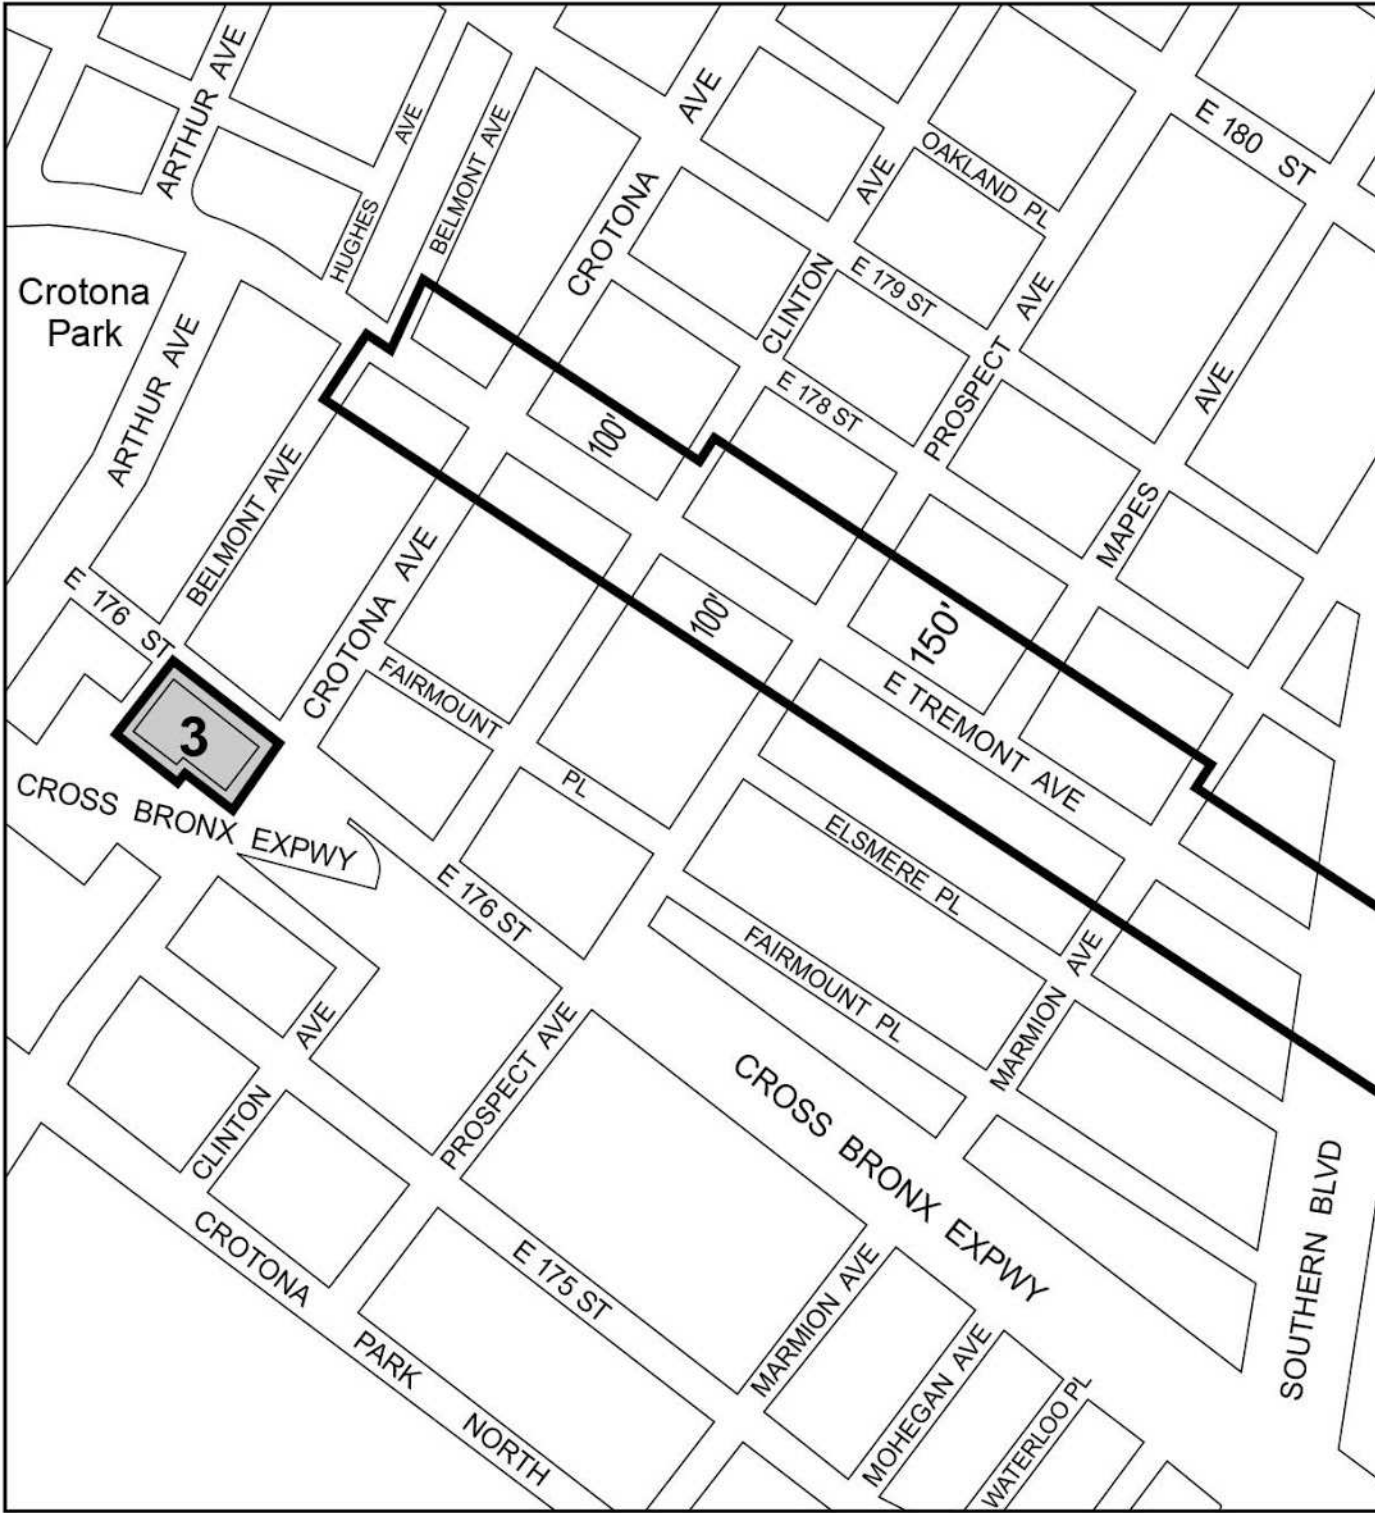 ARTHUR AVE
HUGHES AVE
BELMONT AVE
CROTONA AVE
CLINTON AVE
OAKLAND PL
E 180 ST
Crotona
Park
ARTHUR AVE
E 179 ST
PROSPECT AVE
E 178 ST
MAPES AVE
100'
BELMONT AVE
CROTONA AVE
E 176 ST
100'
150'
E TREMONT AVE
3
FAIRMOUNT PL
CROSS BRONX EXPWY
ELSMERE PL
E 176 ST
FAIRMOUNT PL
MARMION AVE
CLINTON AVE
PROSPECT AVE
CROSS BRONX EXPWY
SOUTHERN BLVD
CROTONA PARK NORTH
E 175 ST
MARMION AVE
MOHEGAN AVE
WATERLOO PL